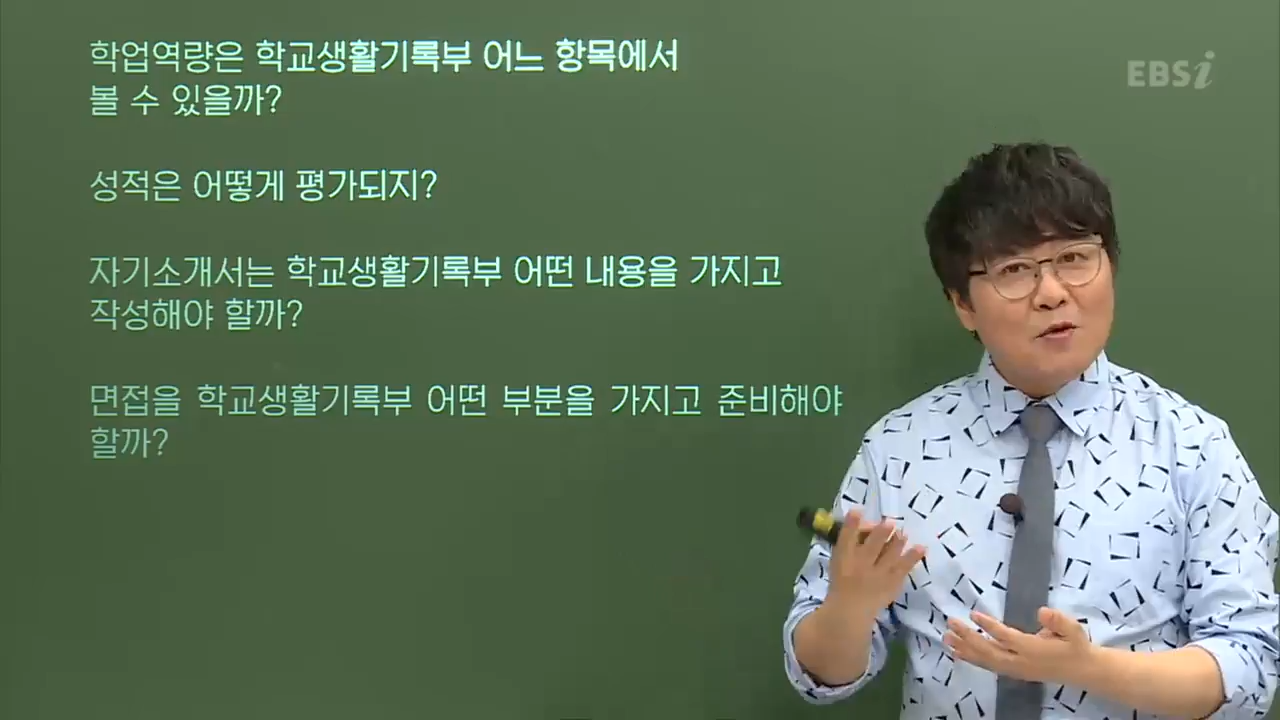 학업역량은 학교생활기록부 어느 항목에서
볼 수 있을까?
EBSi
성적은 어떻게 평가되지?
자기소개서는 학교생활기록부 어떤 내용을 가지고
작성해야 할까?
면접을 학교생활기록부 어떤 부분을 가지고 준비해야
할까?